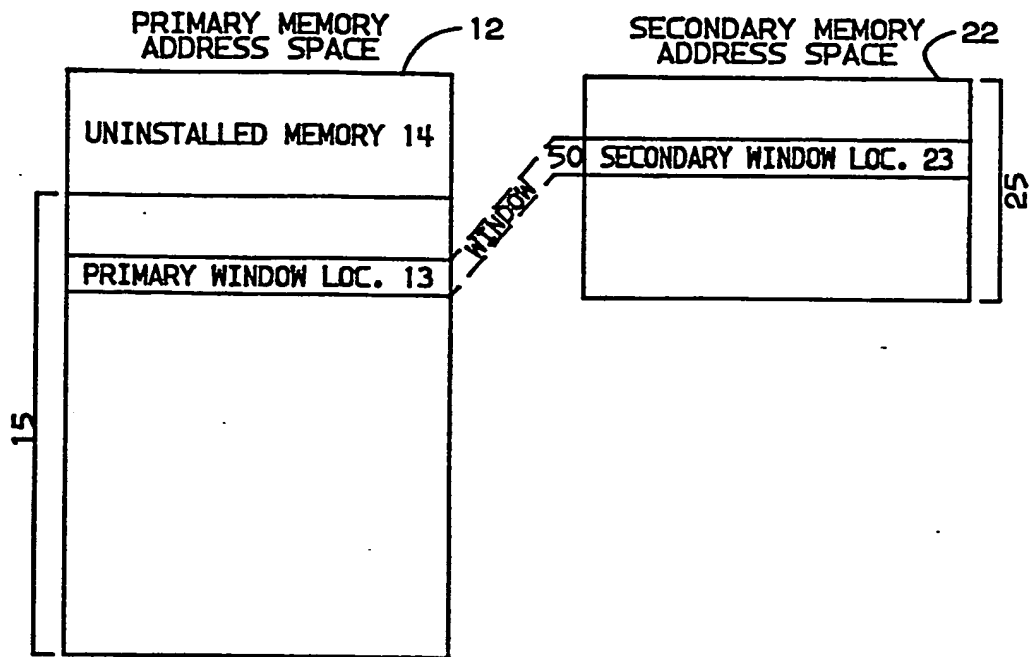 PRIMARY MEMORY
ADDRESS SPACE
12
UNINSTALLED MEMORY 14
PRIMARY WINDOW LOC. 13
15
WINDOW
50
SECONDARY MEMORY
ADDRESS SPACE
22
SECONDARY WINDOW LOC. 23
25